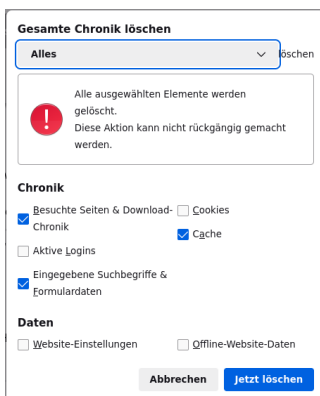 Gesamte Chronik löschen
Alles löschen
Alle ausgewählten Elemente werden
gelöscht.
Diese Aktion kann nicht rückgängig gemacht
werden.
Chronik
Besuchte Seiten & Download-
Chronik
Cookies
Cache
Aktive Logins
Eingegebene Suchbegriffe &
Formulardaten
Daten
Website-Einstellungen
Offline-Website-Daten
Abbrechen
Jetzt löschen